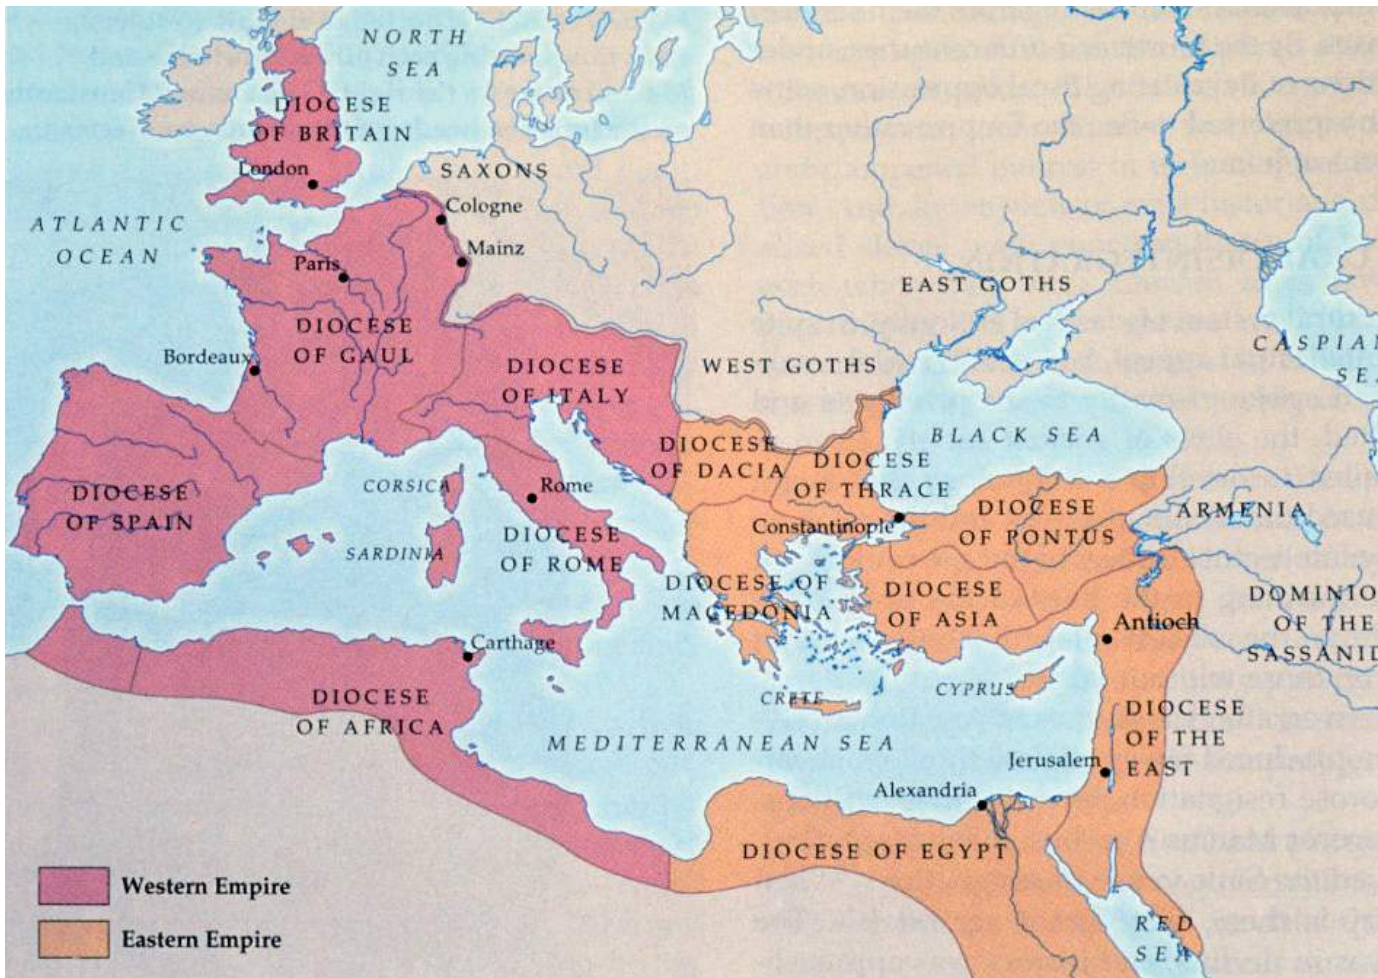 NORTH
SEA
DIOCESE
OF BRITAIN
London
SAXONS
Cologne
ATLANTIC
OCEAN
Mainz
Paris
EAST GOTHS
DIOCESE
OF GAUL
CASPIAN
SEA
Bordeaux
DIOCESE
OF ITALY
WEST GOTHS
BLACK SEA
DIOCESE
OF DACIA
DIOCESE
OF THRACE
CORSICA
Rome
DIOCESE
OF SPAIN
DIOCESE
OF PONTUS
ARMENIA
Constantinople
SARDINIA
DIOCESE
OF ROME
DIOCESE OF
MACEDONIA
DIOCESE
OF ASIA
DOMINIO
OF THE
SASSANID
Antioch
Carthage
CRETE
CYPRUS
DIOCESE
OF AFRICA
DIOCESE
OF THE
EAST
MEDITERRANEAN SEA
Jerusalem
Alexandria
DIOCESE OF EGYPT
Western Empire
Eastern Empire
RED
SEA